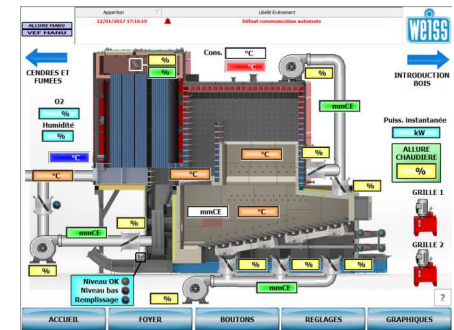 Apparition
Libellé Evénement
12/01/2017 17:16:19
Défaut communication automate
ALLURE MANU
VEF MANU
weiss
CENDRES ET
FUMEES
INTRODUCTION
BOIS
Cons.
°C
°C
%
%
%
O2
%
Humidité
%
°C
mmCE
Puiss. instantanée
kW
ALLURE
CHAUDIERE
%
°C
°C
°C
%
%
GRILLE 1
mmCE
°C
%
mmCE
GRILLE 2
%
%
%
%
%
Niveau OK
Niveau bas
Remplissage
%
mmCE
?
ACCUEIL
FOYER
BOUTONS
REGLAGES
GRAPHIQUES